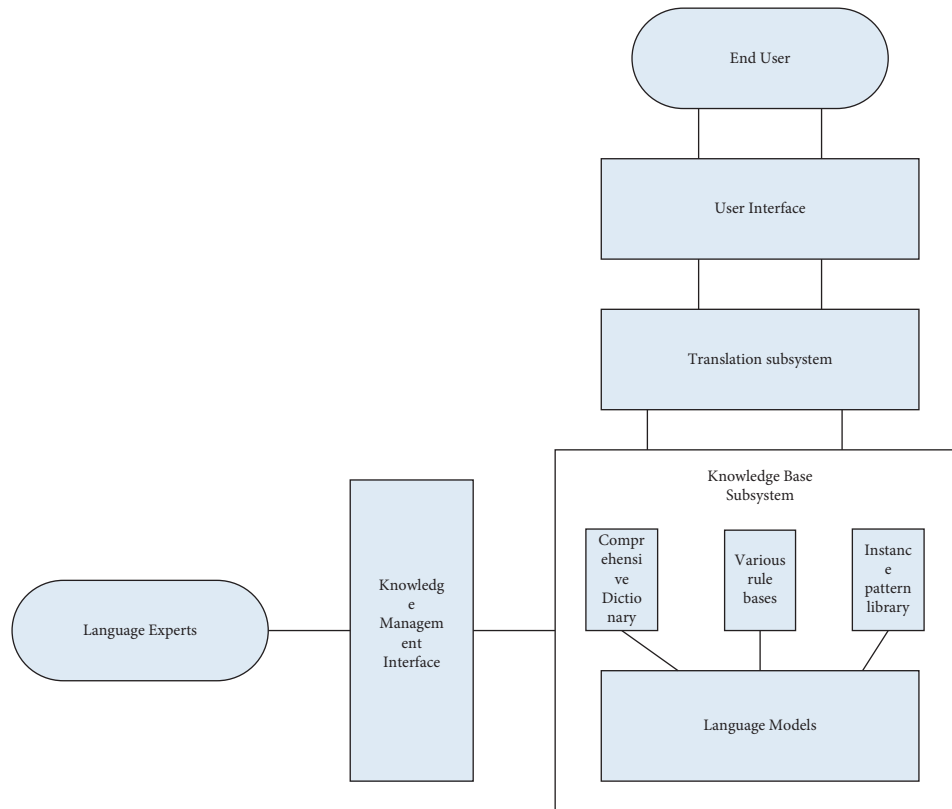 End User
User Interface
Translation subsystem
Knowledge Base
Subsystem
Compr
ehensi
ve
Dictio
nary
Various
rule
bases
Instanc
e
pattern
library
Language Models
Knowledg
e
Managem
ent
Interface
Language Experts